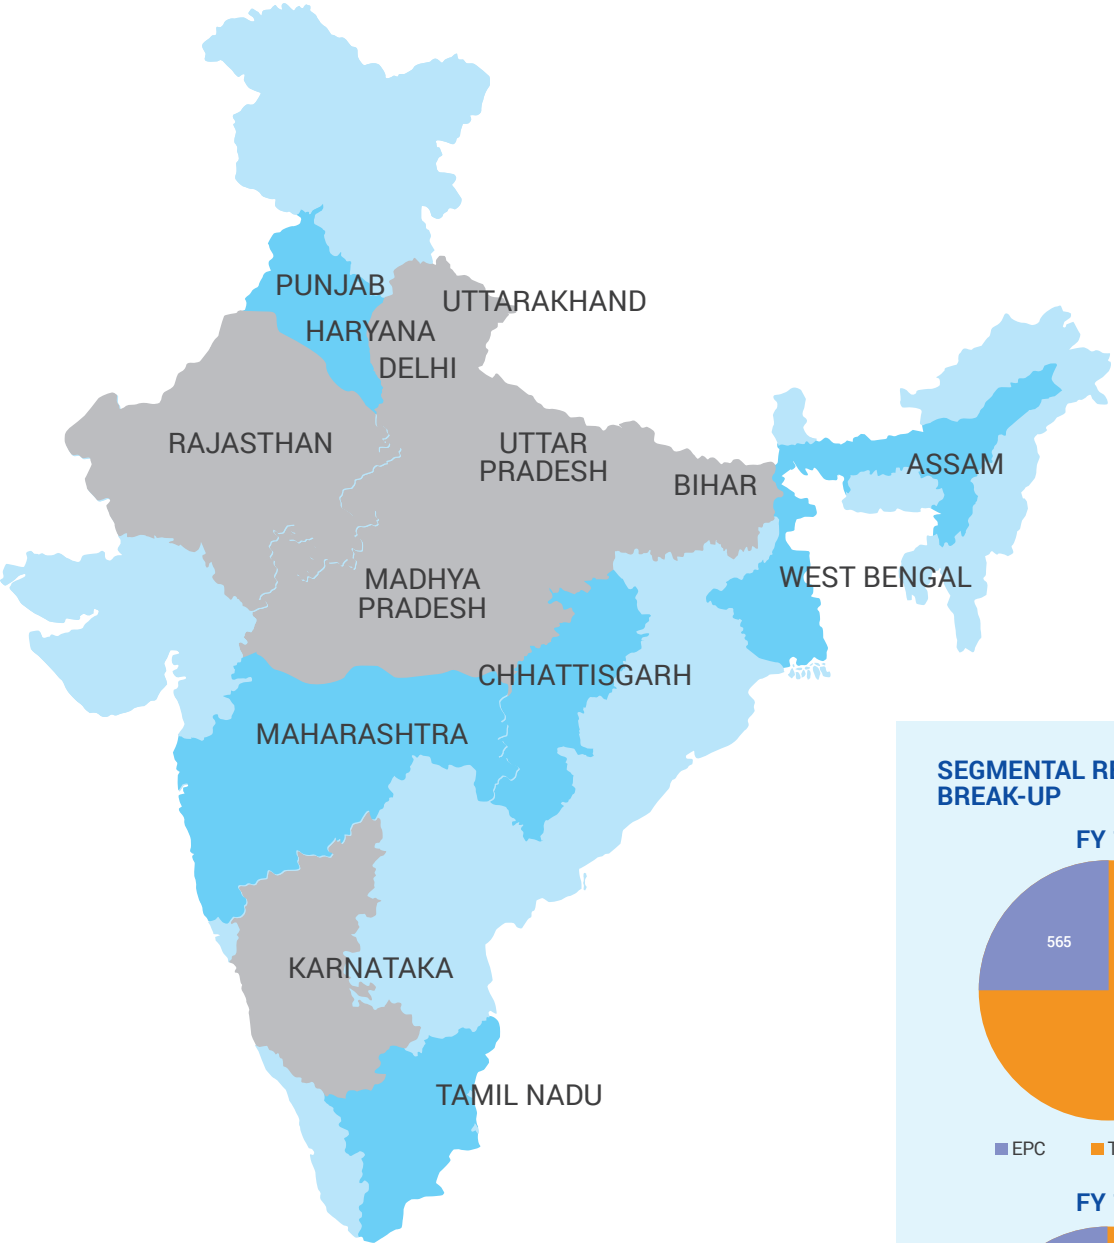 PUNJAB
UTTARAKHAND
HARYANA
DELHI
RAJASTHAN
UTTAR
PRADESH
BIHAR
ASSAM
MADHYA
PRADESH
WEST BENGAL
CHHATTISGARH
MAHARASHTRA
KARNATAKA
TAMIL NADU
SEGMENTAL
BREAK-UP
FY
565
EPC
FY